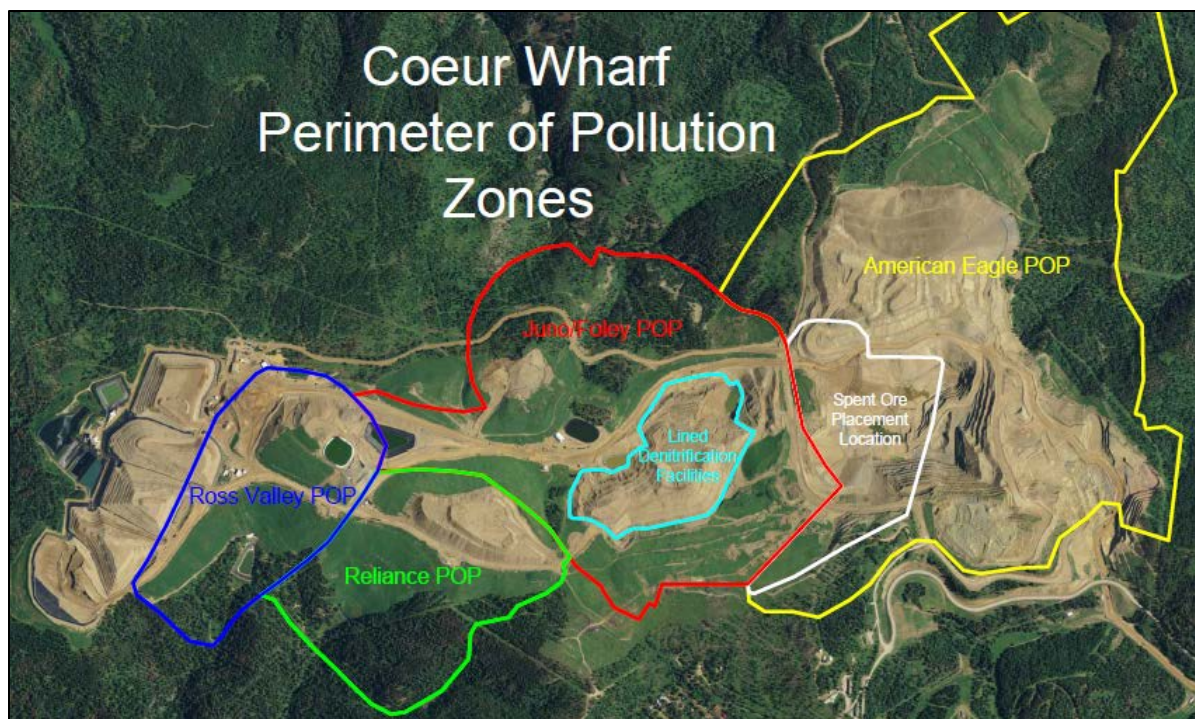 Coeur Wharf
Perimeter of Pollution
Zones
American Eagle POP
Juno/Foley POP
Spent Ore
Placement
Location
Lined
Denitrification
Facilities
Ross Valley POP
Reliance POP